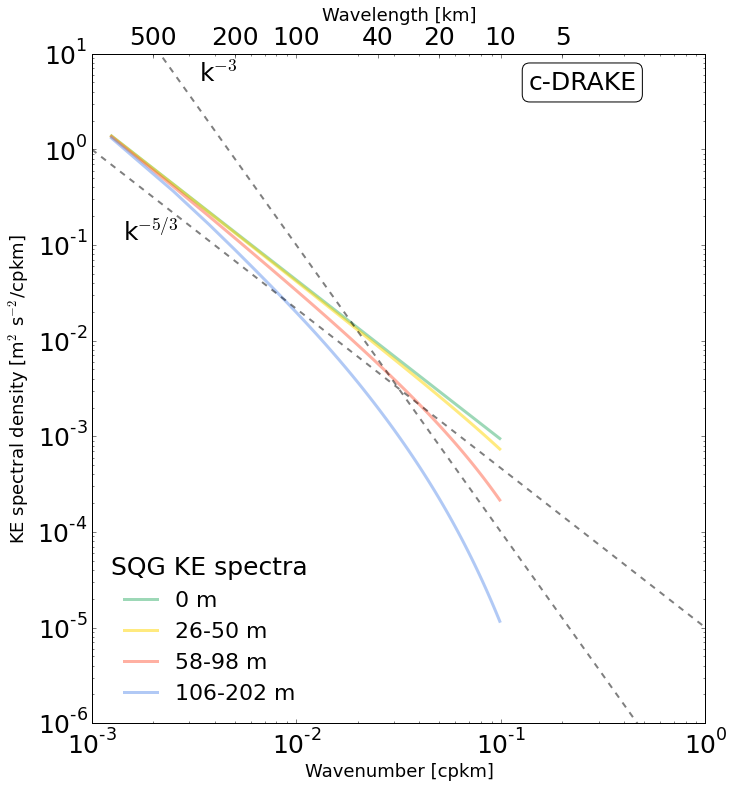 Wavelength [km]
500 200 100 40 20 10 5
10^1
k^{-3}
c-DRAKE
10^0
k^{-5/3}
10^{-1}
10^{-2}
10^{-3}
10^{-4}
10^{-5}
10^{-6}
KE spectral density [m^2 s^{-2}/cpkm]
SQG KE spectra
0 m
26-50 m
58-98 m
106-202 m
10^{-3} 10^{-2} 10^{-1} 10^0
Wavenumber [cpkm]